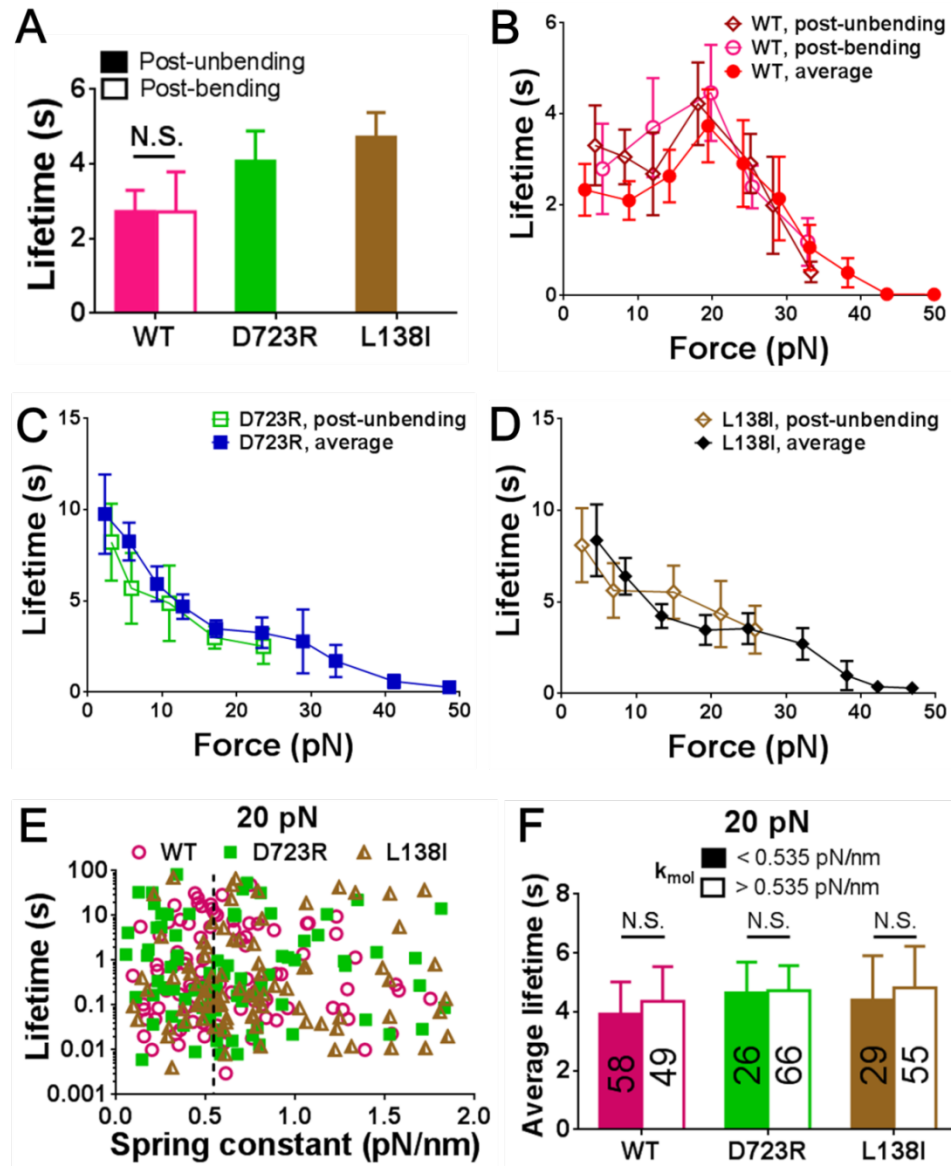 A
Post-unbending
Post-bending
N.S.
Lifetime (s)
6
4
2
0
WT D723R L138I
B
WT, post-unbending
WT, post-bending
WT, average
Lifetime (s)
6
4
2
0
0 10 20 30 40 50
Force (pN)
C
D723R, post-unbending
D723R, average
Lifetime (s)
15
10
5
0
0 10 20 30 40 50
Force (pN)
D
L138I, post-unbending
L138I, average
Lifetime (s)
15
10
5
0
0 10 20 30 40 50
Force (pN)
E
20 pN
WT D723R L138I
Lifetime (s)
100
10
1
0.1
0.01
0.001
0.0 0.5 1.0 1.5 2.0
Spring constant (pN/nm)
F
20 pN
kmol
< 0.535 pN/nm
> 0.535 pN/nm
N.S. N.S. N.S.
Average lifetime (s)
8
6
4
2
0
58 49 26 66 29 55
WT D723R L138I